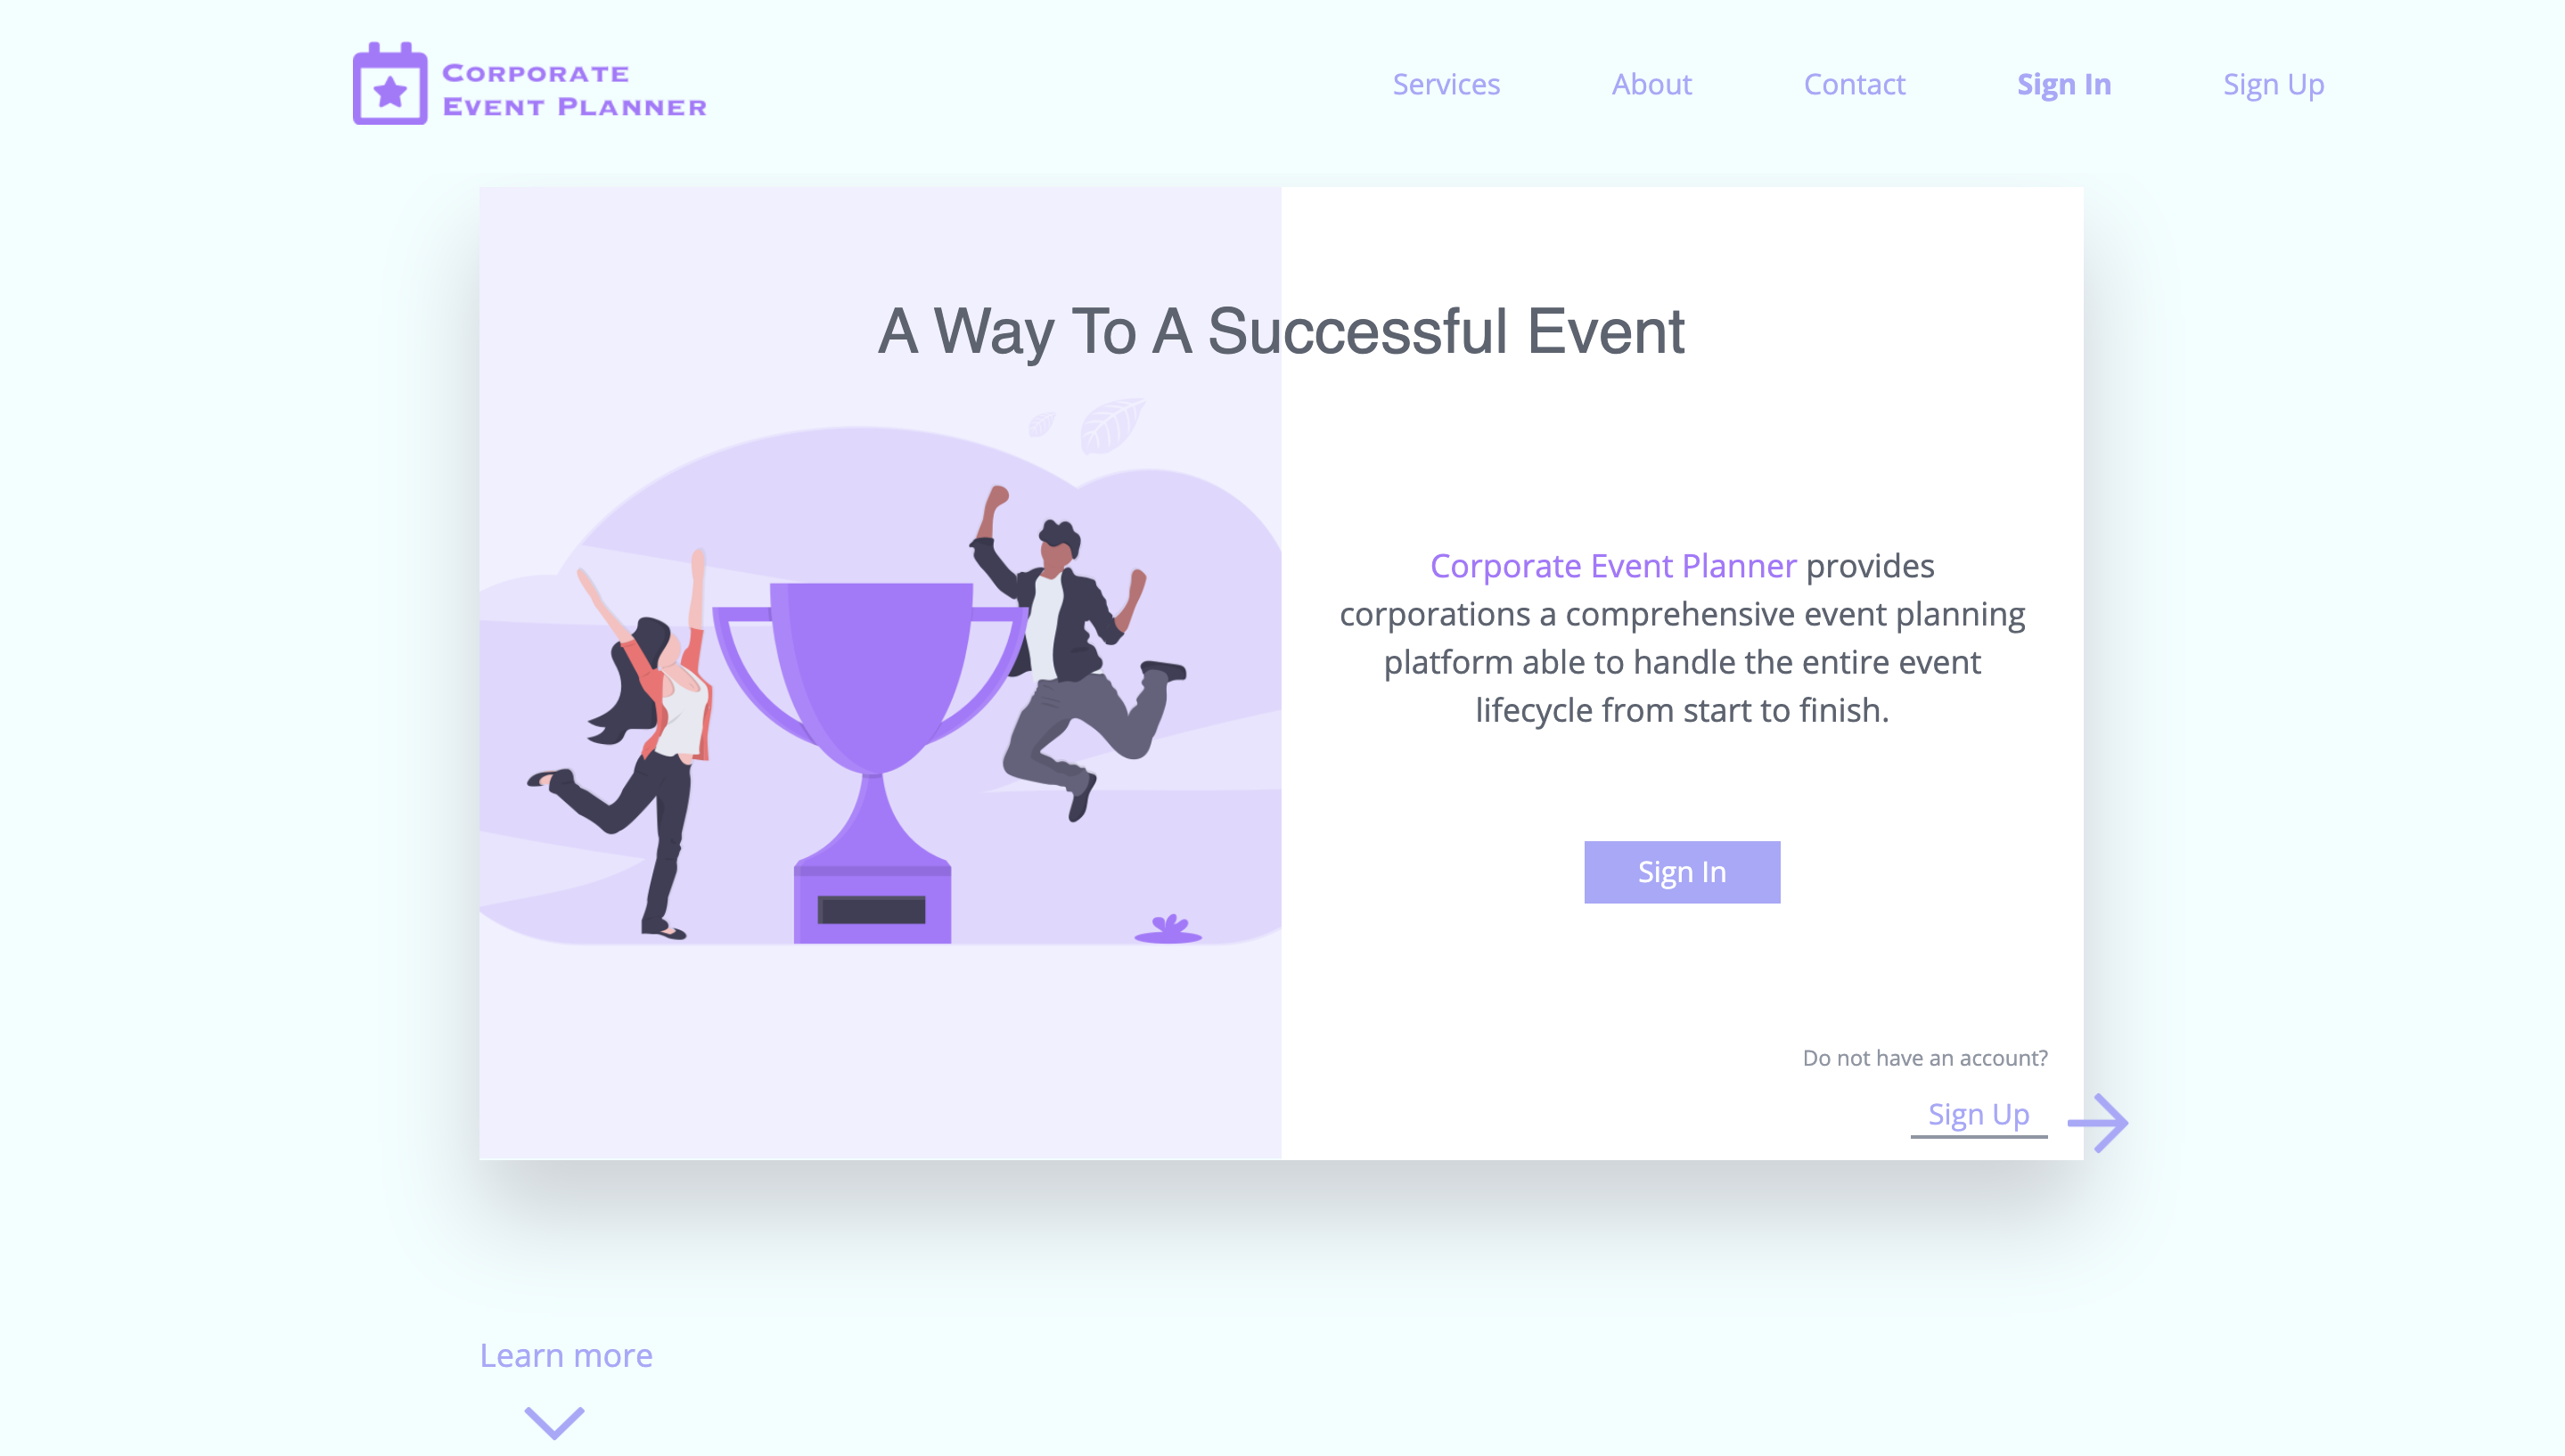 CORPORATE
EVENT PLANNER
Services About Contact Sign In Sign Up
A Way To A Successful Event
Corporate Event Planner provides
corporations a comprehensive event planning
platform able to handle the entire event
lifecycle from start to finish.
Sign In
Do not have an account?
Sign Up
Learn more